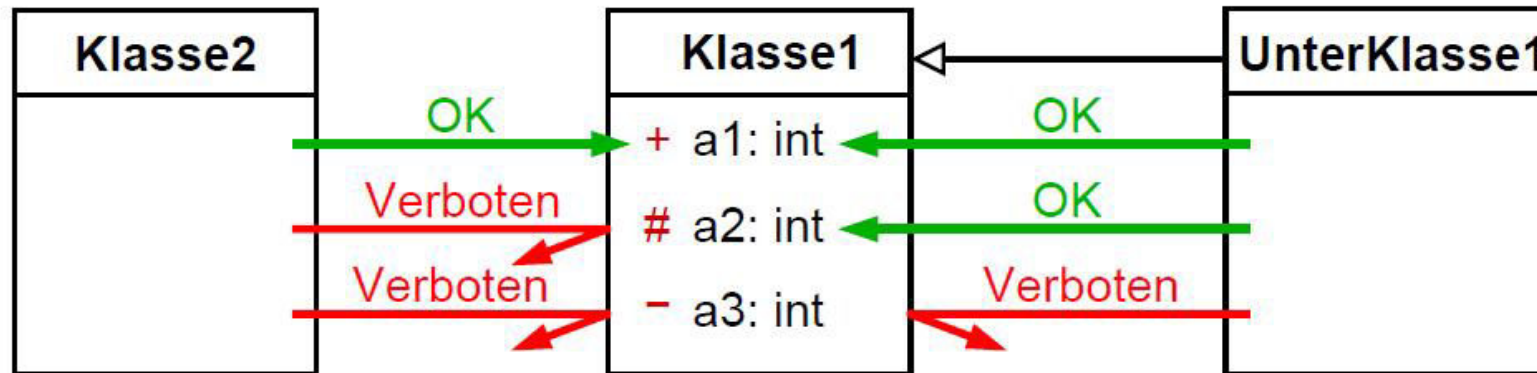 Klasse2
Klasse1
UnterKlasse1
OK
+ a1: int
OK
Verboten
# a2: int
OK
Verboten
- a3: int
Verboten